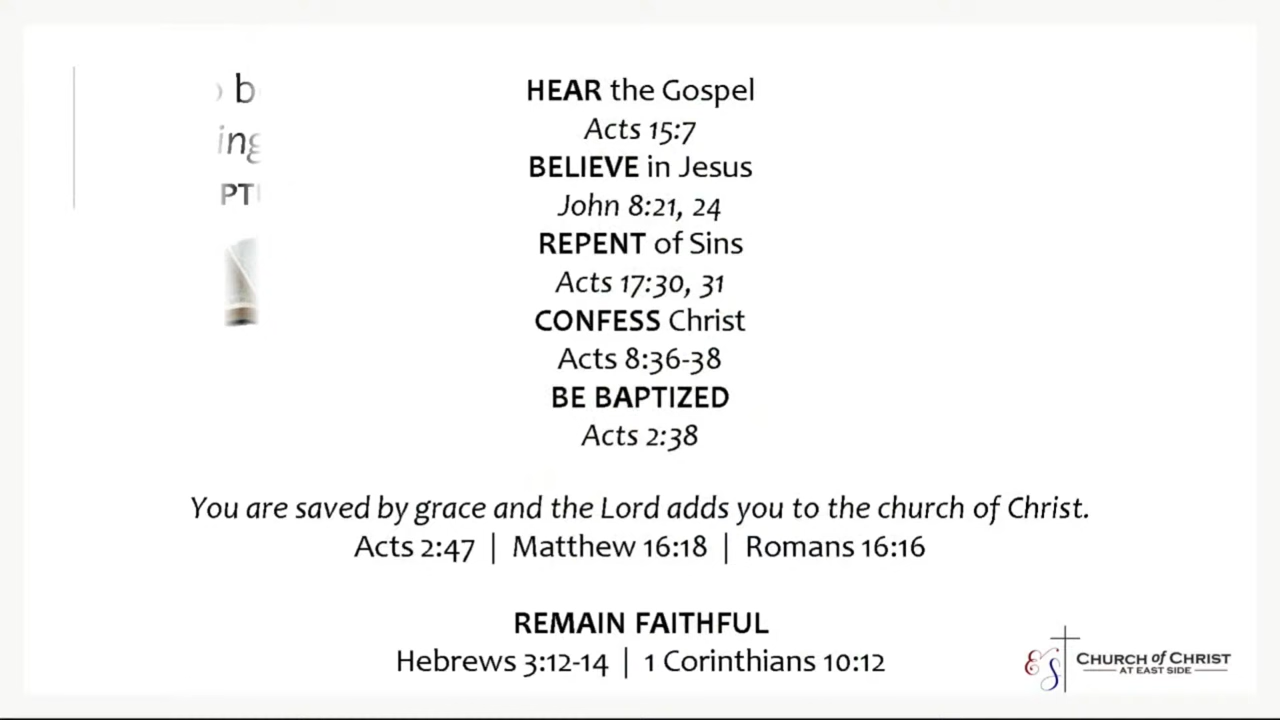 HEAR the Gospel
Acts 15:7
BELIEVE in Jesus
John 8:21, 24
REPENT of Sins
Acts 17:30, 31
CONFESS Christ
Acts 8:36-38
BE BAPTIZED
Acts 2:38
You are saved by grace and the Lord adds you to the church of Christ.
Acts 2:47 | Matthew 16:18 | Romans 16:16
REMAIN FAITHFUL
Hebrews 3:12-14 | 1 Corinthians 10:12
ES CHURCH of CHRIST
AT EAST SIDE